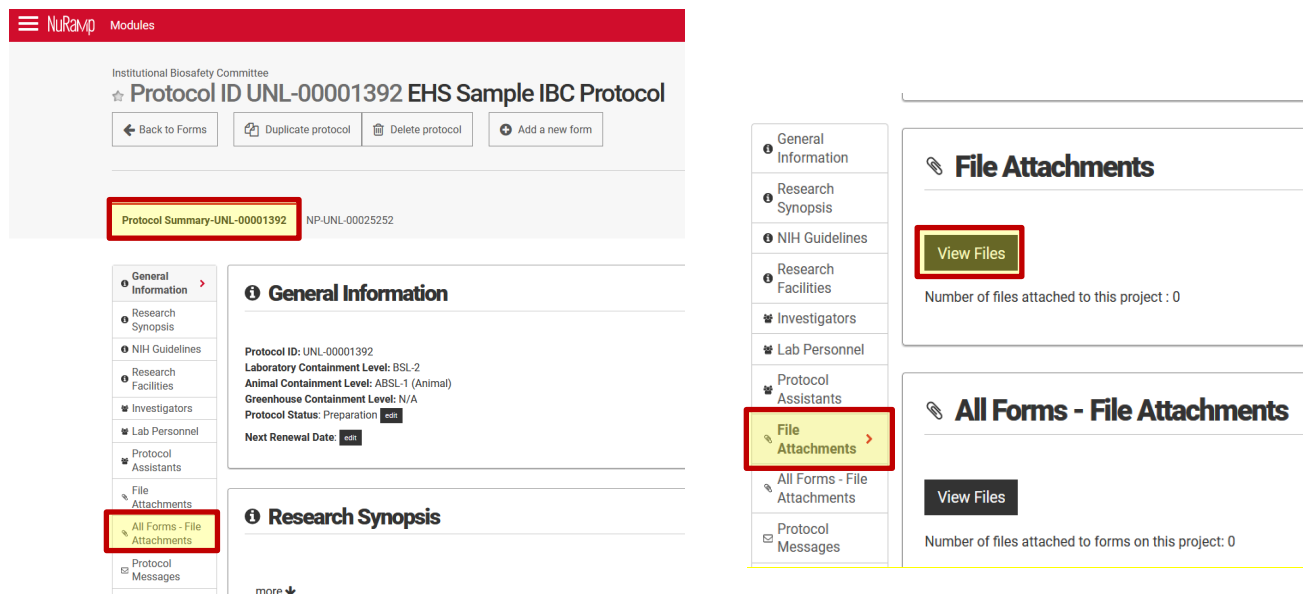 NuRamp Modules
Institutional Biosafety Committee
Protocol ID UNL-00001392 EHS Sample IBC Protocol
Back to Forms
Duplicate protocol
Delete protocol
Add a new form
Protocol Summary-UNL-00001392
NP-UNL-00025252
General
Information
Research
Synopsis
NIH Guidelines
Research
Facilities
Investigators
Lab Personnel
Protocol
Assistants
File
Attachments
All Forms - File
Attachments
Protocol
Messages
General Information
Protocol ID: UNL-00001392
Laboratory Containment Level: BSL-2
Animal Containment Level: ABSL-1 (Animal)
Greenhouse Containment Level: N/A
Protocol Status: Preparation edit
Next Renewal Date: edit
Research Synopsis
more
General
Information
Research
Synopsis
NIH Guidelines
Research
Facilities
Investigators
Lab Personnel
Protocol
Assistants
File
Attachments
All Forms - File
Attachments
Protocol
Messages
File Attachments
View Files
Number of files attached to this project : 0
All Forms - File Attachments
View Files
Number of files attached to forms on this project: 0